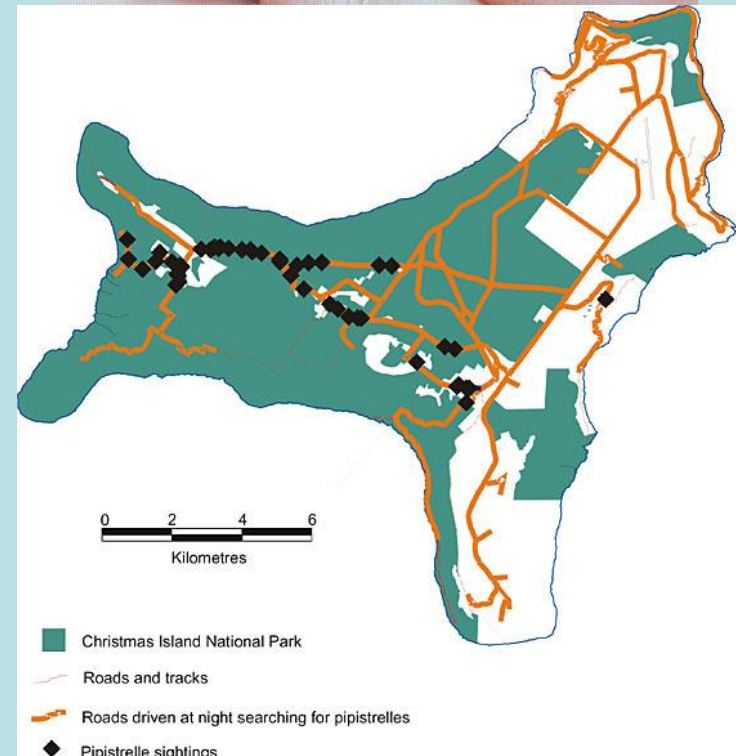 0 2 4 6
Kilometres
Christmas Island National Park
Roads and tracks
Roads driven at night searching for pipistrelles
Pipistrelle sightings